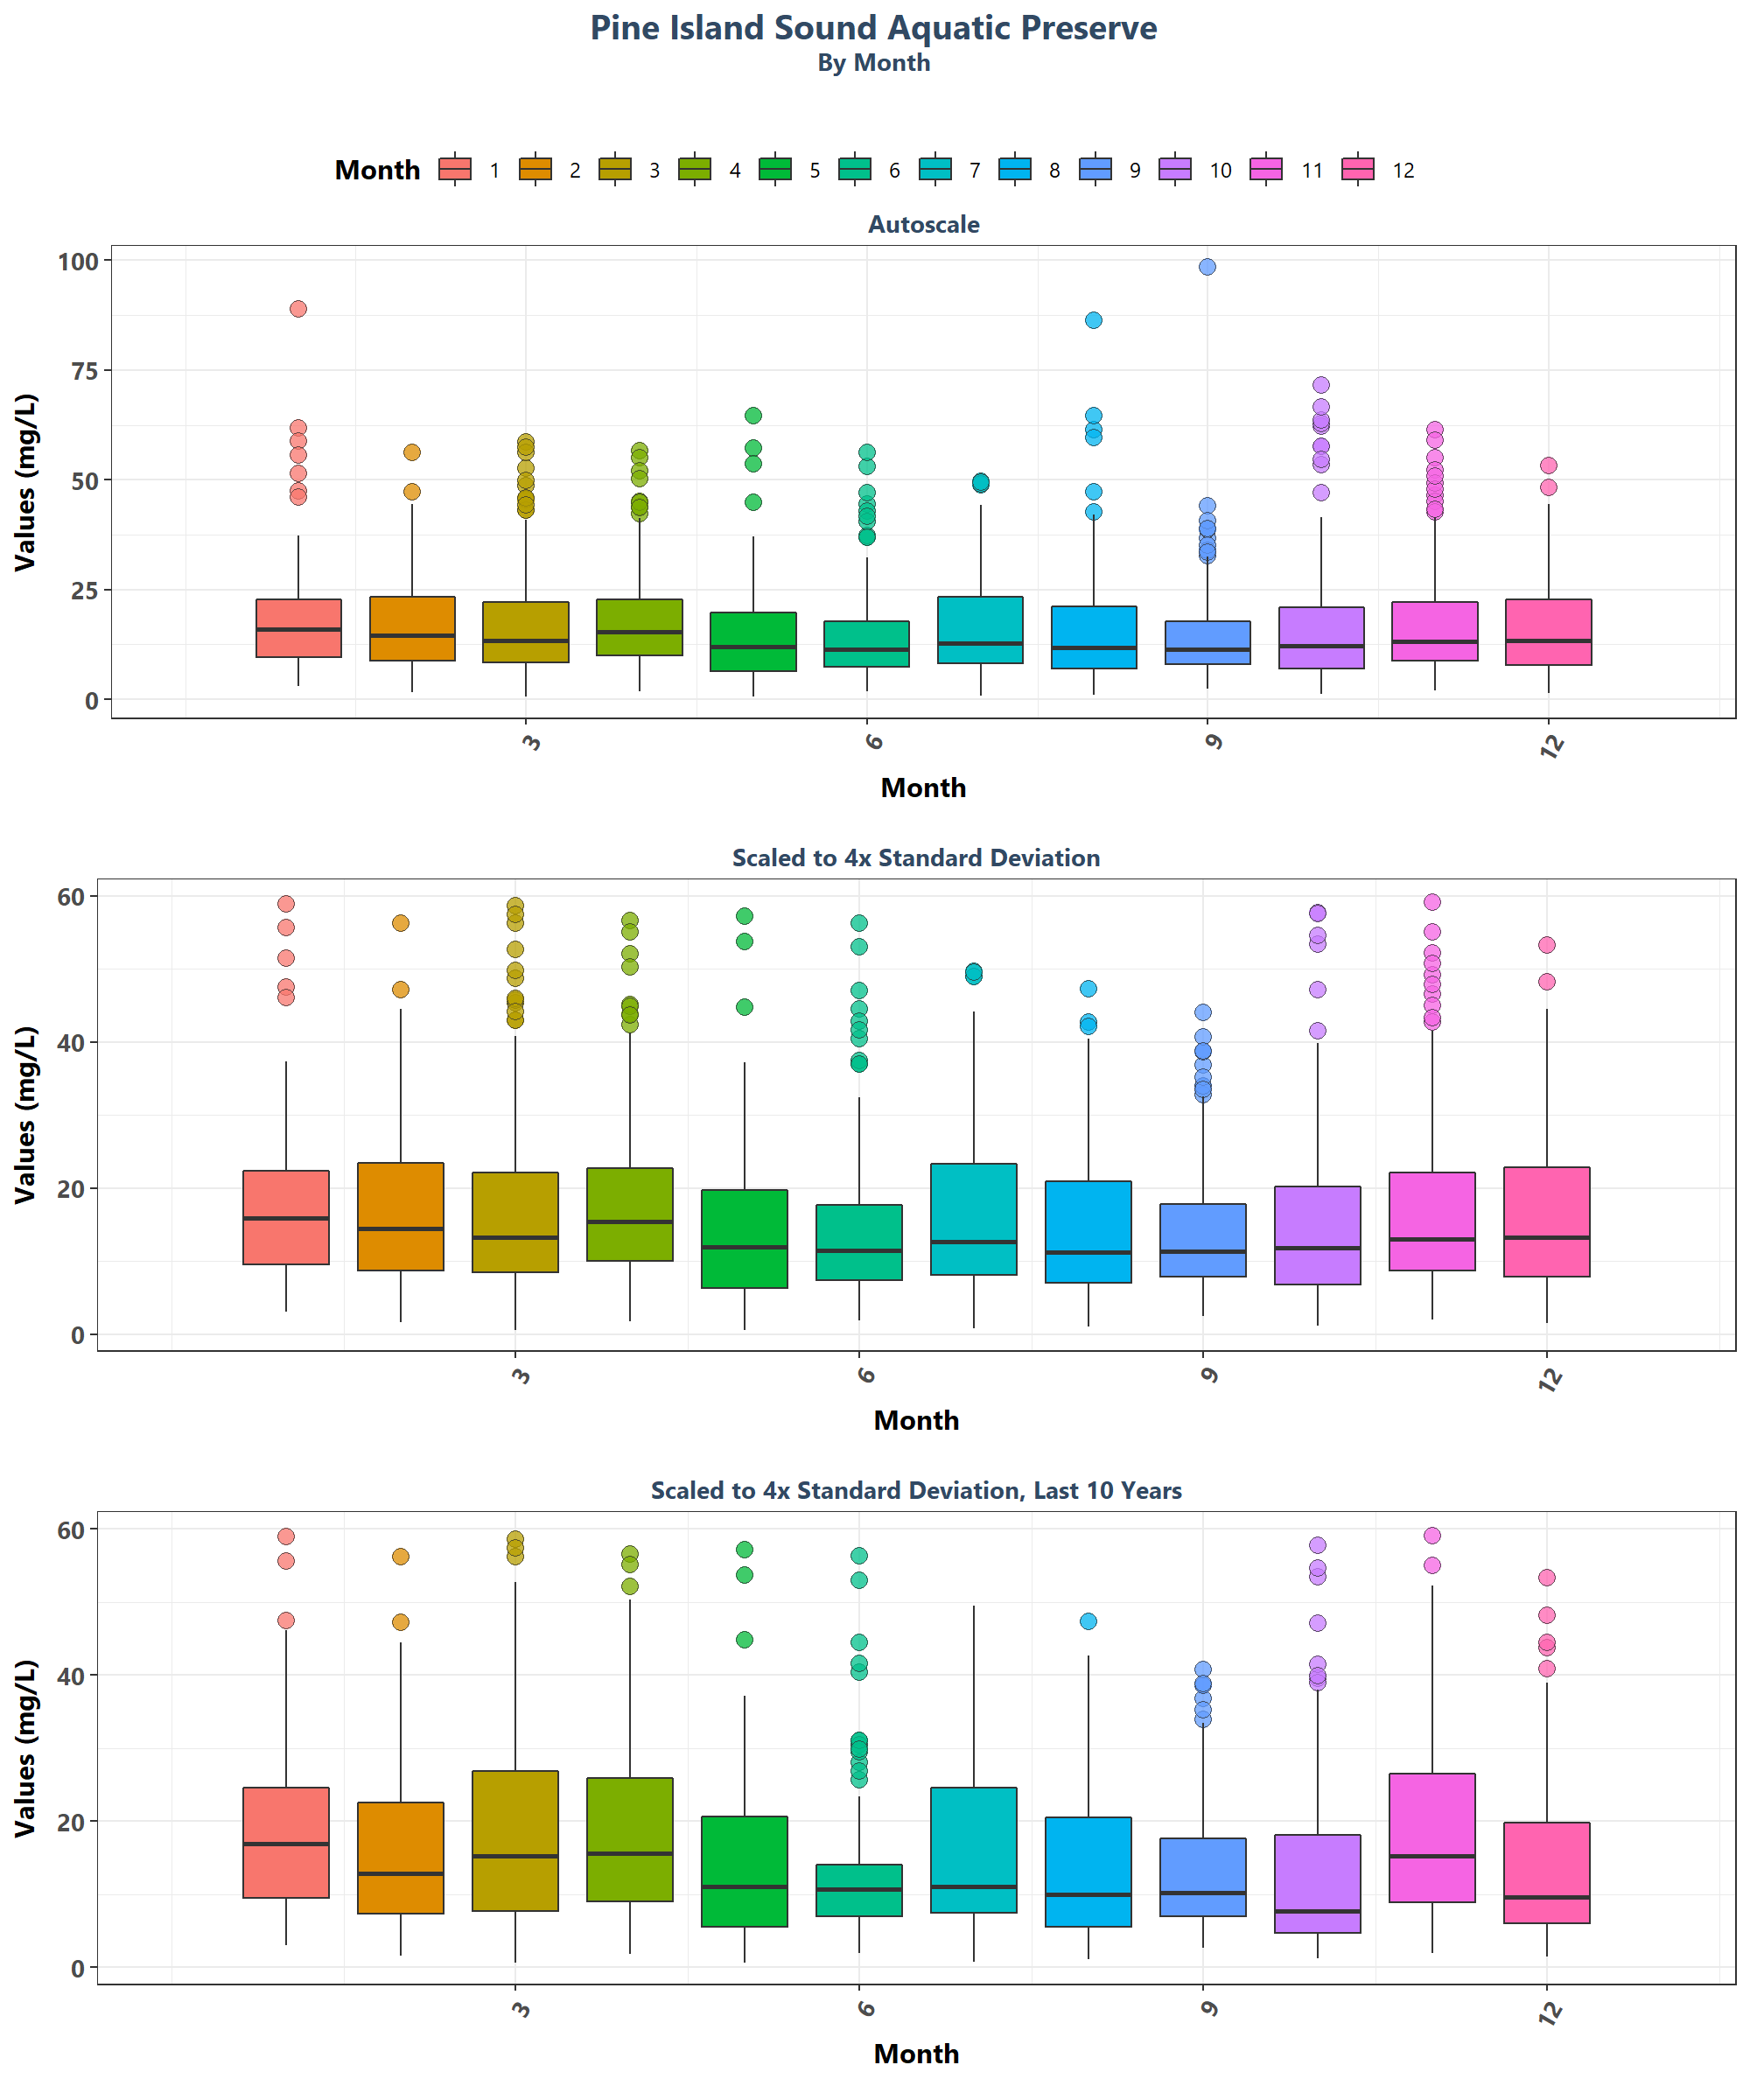 Pine Island Sound Aquatic Preserve
By Month
Month 1 2 3 4 5 6 7 8 9 10 11 12
Autoscale
Values (mg/L)
100
75
50
25
0
3 6 9 12
Month
Scaled to 4x Standard Deviation
Values (mg/L)
60
40
20
0
3 6 9 12
Month
Scaled to 4x Standard Deviation, Last 10 Years
Values (mg/L)
60
40
20
0
3 6 9 12
Month